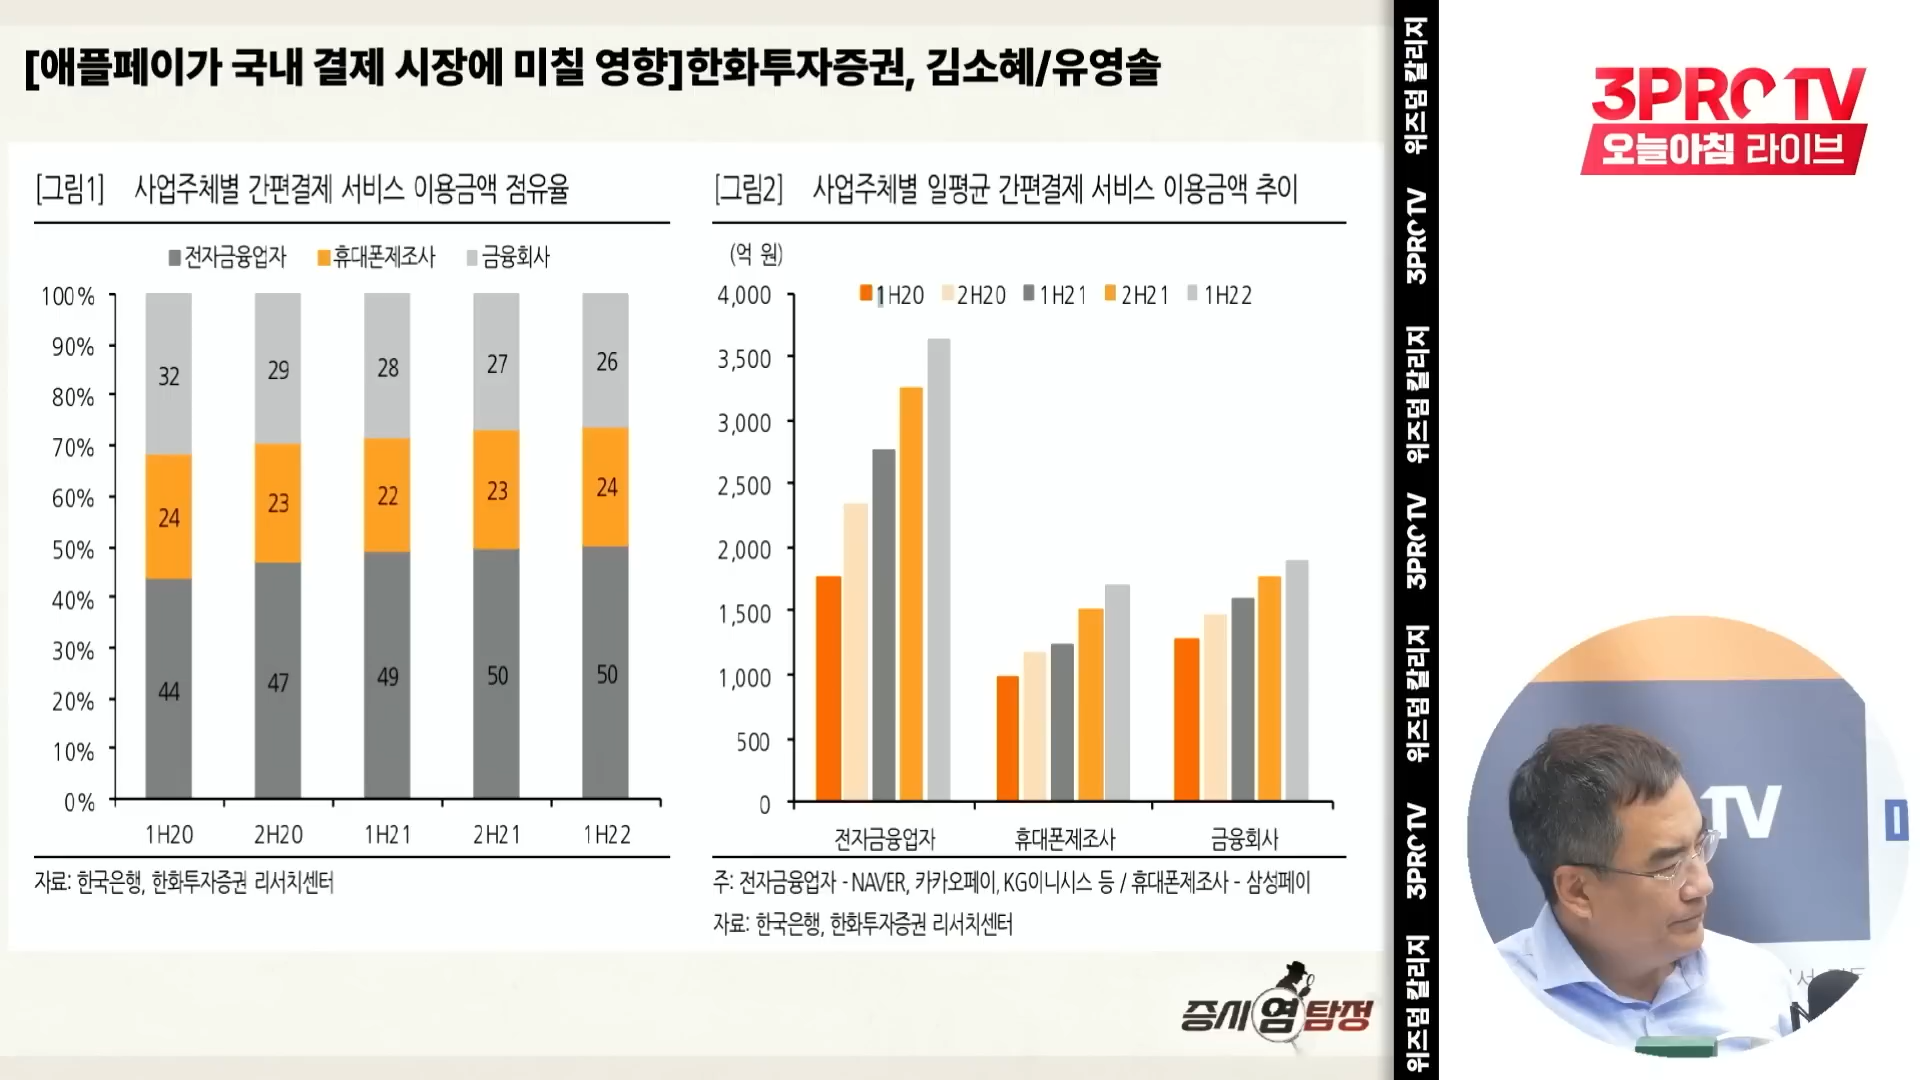 [애플페이가 국내 결제 시장에 미칠 영향]한화투자증권, 김소혜/유영솔
[그림1] 사업주체별 간편결제 서비스 이용금액 점유율
전자금융업자 휴대폰제조사 금융회사
100%
90%
80%
70%
60%
50%
40%
30%
20%
10%
0%
32 29 28 27 26
24 23 22 23 24
44 47 49 50 50
1H20 2H20 1H21 2H21 1H22
자료: 한국은행, 한화투자증권 리서치센터
[그림2] 사업주체별 일평균 간편결제 서비스 이용금액 추이
(억 원)
1H20 2H20 1H21 2H21 1H22
4,000
3,500
3,000
2,500
2,000
1,500
1,000
500
0
전자금융업자 휴대폰제조사 금융회사
주: 전자금융업자 - NAVER, 카카오페이, KG이니시스 등 / 휴대폰제조사 - 삼성페이
자료: 한국은행, 한화투자증권 리서치센터
증시 염 탐정
위즈덤 칼리지
3PROTV
위즈덤 칼리지
3PROTV
위즈덤 칼리지
3PROTV
위즈덤 칼리지
3PROTV
오늘아침 라이브
TV